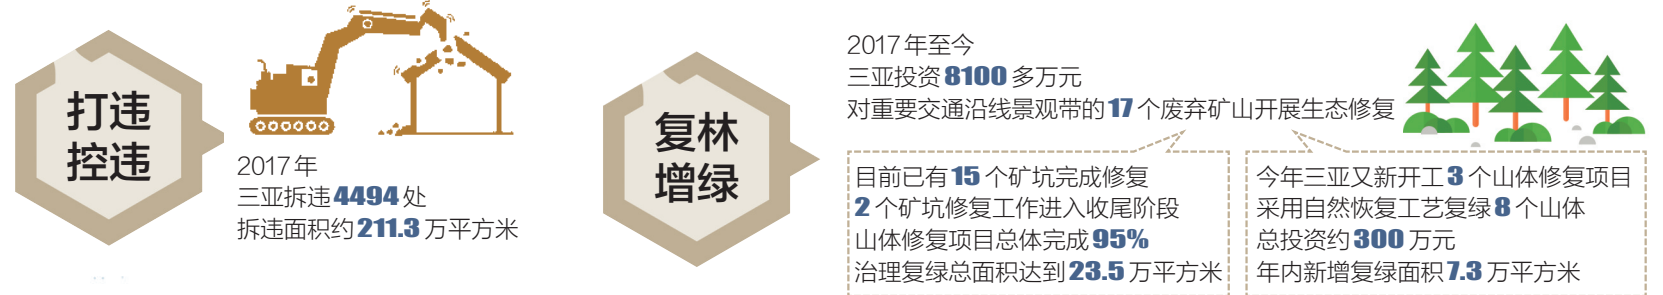 打违
控违
2017年
三亚拆违4494处
拆违面积约211.3万平方米
复林
增绿
2017年至今
三亚投资8100多万元
对重要交通沿线景观带的17个废弃矿山开展生态修复
目前已有15个矿坑完成修复
2个矿坑修复工作进入收尾阶段
山体修复项目总体完成95%
治理复绿总面积达到23.5万平方米
今年三亚又新开工3个山体修复项目
采用自然恢复工艺复绿8个山体
总投资约300万元
年内新增复绿面积7.3万平方米